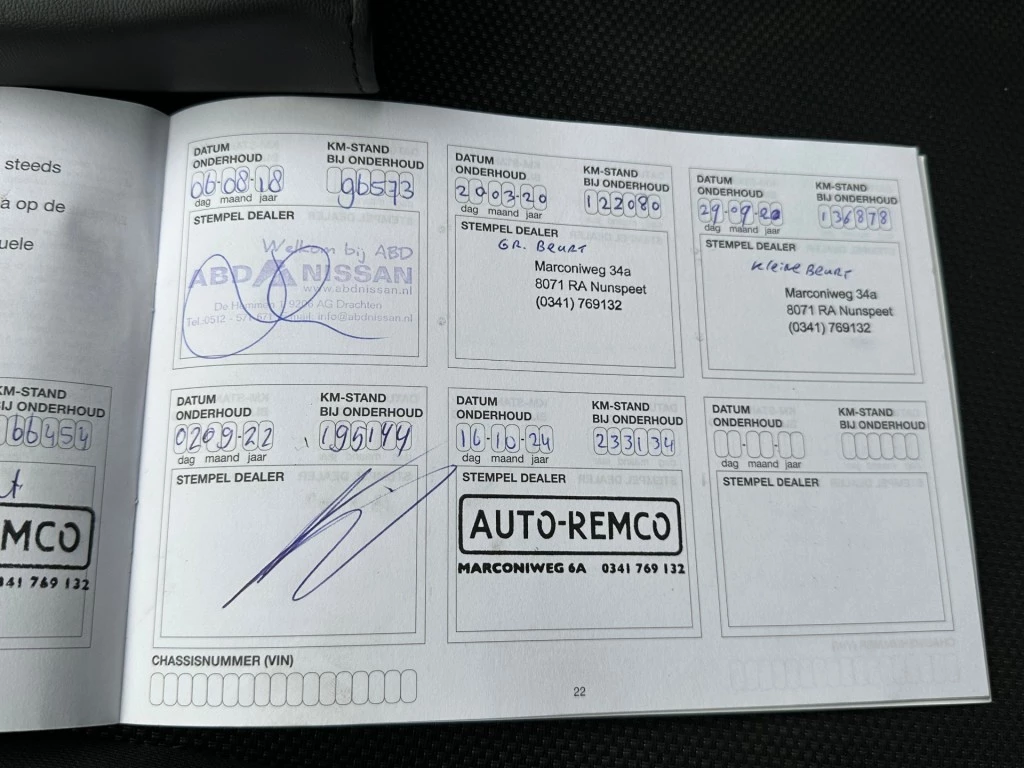 steeds
a op de
uele
KM-STAND
BIJ ONDERHOUD
066454
MCO
341 769 132
DATUM ONDERHOUD
KM-STAND BIJ ONDERHOUD
06-08-18
96573
dag maand jaar
STEMPEL DEALER
Welkom bij ABD
ABD NISSAN
www.abdnissan.nl
De Hemmen 1 9206 AG Drachten
info@abdnissan.nl
DATUM ONDERHOUD
KM-STAND BIJ ONDERHOUD
20-03-20
122080
dag maand jaar
STEMPEL DEALER
GR. BEURT
Marconiweg 34a
8071 RA Nunspeet
(0341) 769132
DATUM ONDERHOUD
KM-STAND BIJ ONDERHOUD
29-09-20
136878
dag maand jaar
STEMPEL DEALER
Kleine BEURT
Marconiweg 34a
8071 RA Nunspeet
(0341) 769132
DATUM ONDERHOUD
KM-STAND BIJ ONDERHOUD
0209-22
195144
dag maand jaar
STEMPEL DEALER
DATUM ONDERHOUD
KM-STAND BIJ ONDERHOUD
16-10-24
233134
dag maand jaar
STEMPEL DEALER
AUTO-REMCO
MARCONIWEG 6A 0341 769 132
DATUM ONDERHOUD
KM-STAND BIJ ONDERHOUD
dag maand jaar
STEMPEL DEALER
CHASSISNUMMER (VIN)
22